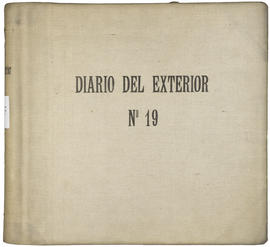 DIARIO DEL EXTERIOR
Nº 19